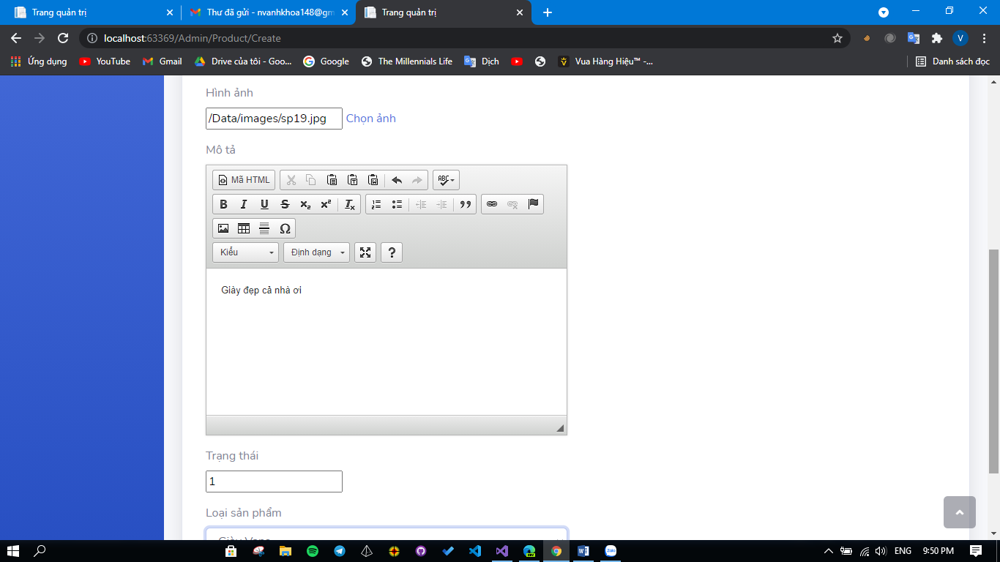 Trang quản trị
Thư đã gửi - nvanhkhoa148@gm
Trang quản trị
localhost:63369/Admin/Product/Create
V
Ứng dụng
YouTube
Gmail
Drive của tôi - Goo...
Google
The Millennials Life
Dịch
Vua Hàng Hiệu™ -...
Danh sách đọc
Hình ảnh
/Data/images/sp19.jpg Chọn ảnh
Mô tả
Mã HTML
Kiểu
Định dạng
Giày đẹp cả nhà ơi
Trạng thái
1
Loại sản phẩm
Giày Vans
ENG
9:50 PM